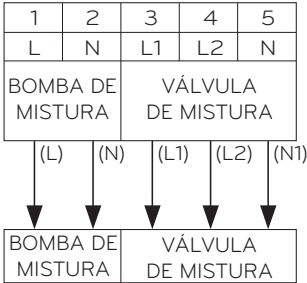 1 2 3 4 5
L N L1 L2 N
BOMBA DE VÁLVULA
MISTURA DE MISTURA
(L) (N) (L1) (L2) (N1)
BOMBA DE VÁLVULA
MISTURA DE MISTURA